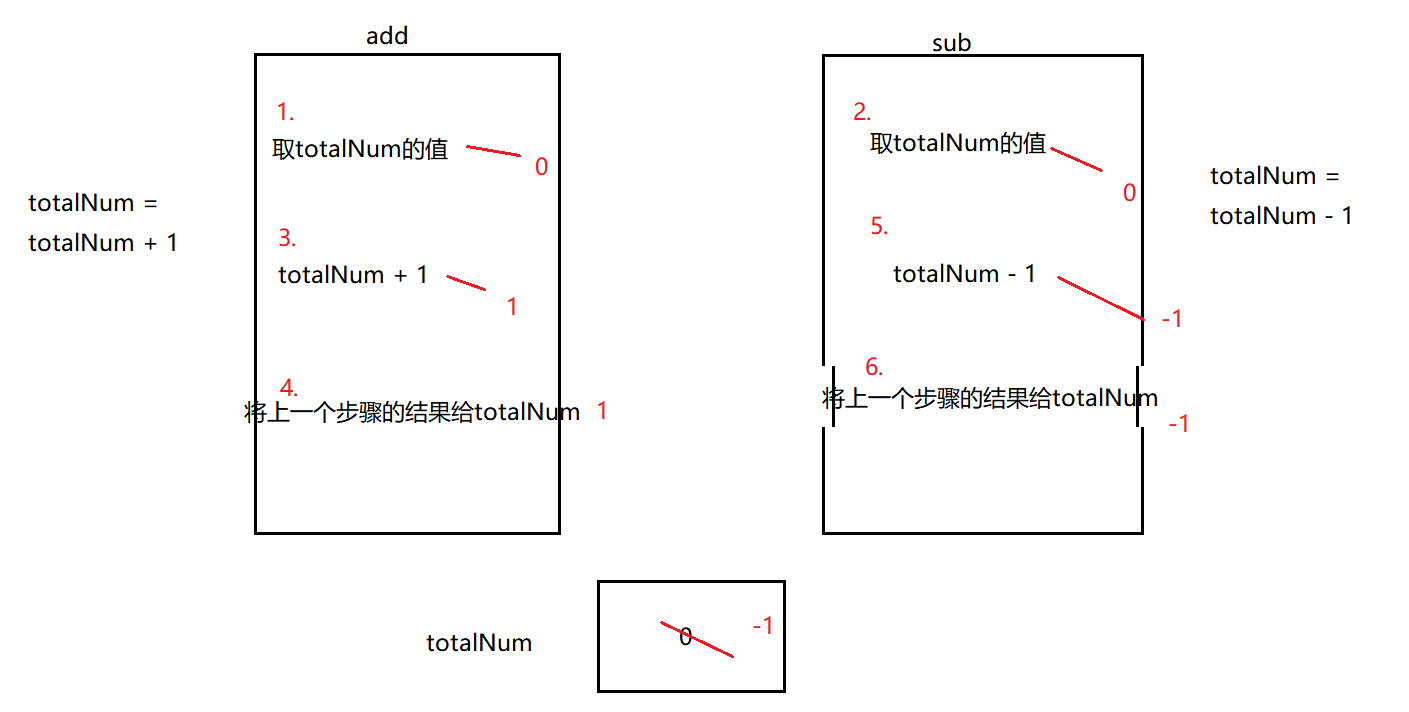 add
1.
取totalNum的值
0
totalNum =
totalNum + 1
3.
totalNum + 1
1
4.
将上一个步骤的结果给totalNum
1
sub
2.
取totalNum的值
0
totalNum =
totalNum - 1
5.
totalNum - 1
-1
6.
将上一个步骤的结果给totalNum
-1
totalNum
0
-1